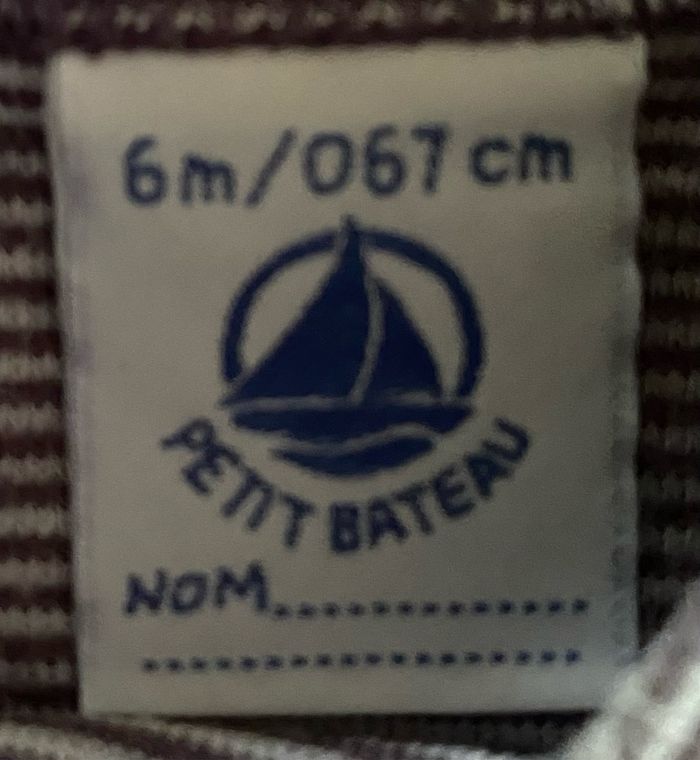 6m/067 cm
PETIT BATEAU
NOM..............
..................